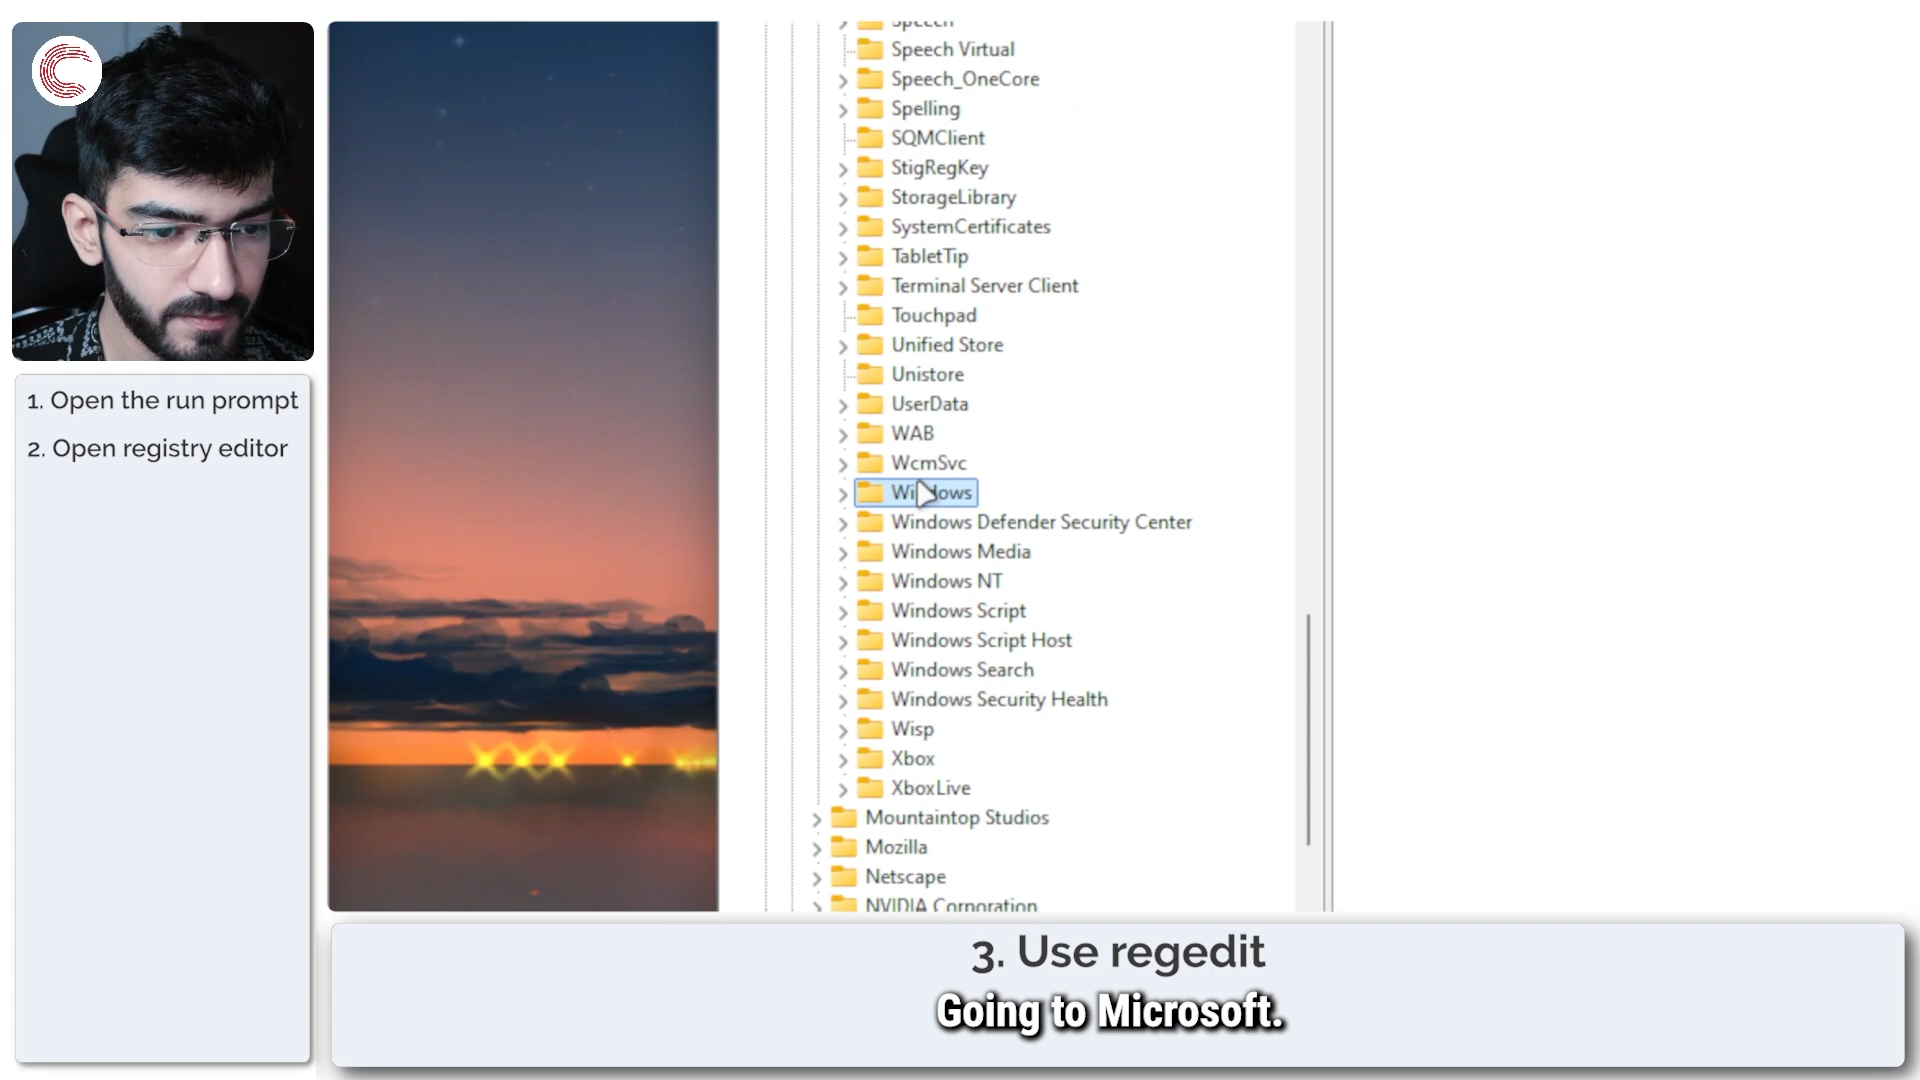 1. Open the run prompt
2. Open registry editor
Speech
Speech Virtual
Speech_OneCore
Spelling
SQMClient
StigRegKey
StorageLibrary
SystemCertificates
TabletTip
Terminal Server Client
Touchpad
Unified Store
Unistore
UserData
WAB
WcmSvc
Windows
Windows Defender Security Center
Windows Media
Windows NT
Windows Script
Windows Script Host
Windows Search
Windows Security Health
Wisp
Xbox
XboxLive
Mountaintop Studios
Mozilla
Netscape
NVIDIA Corporation
3. Use regedit
Going to Microsoft.